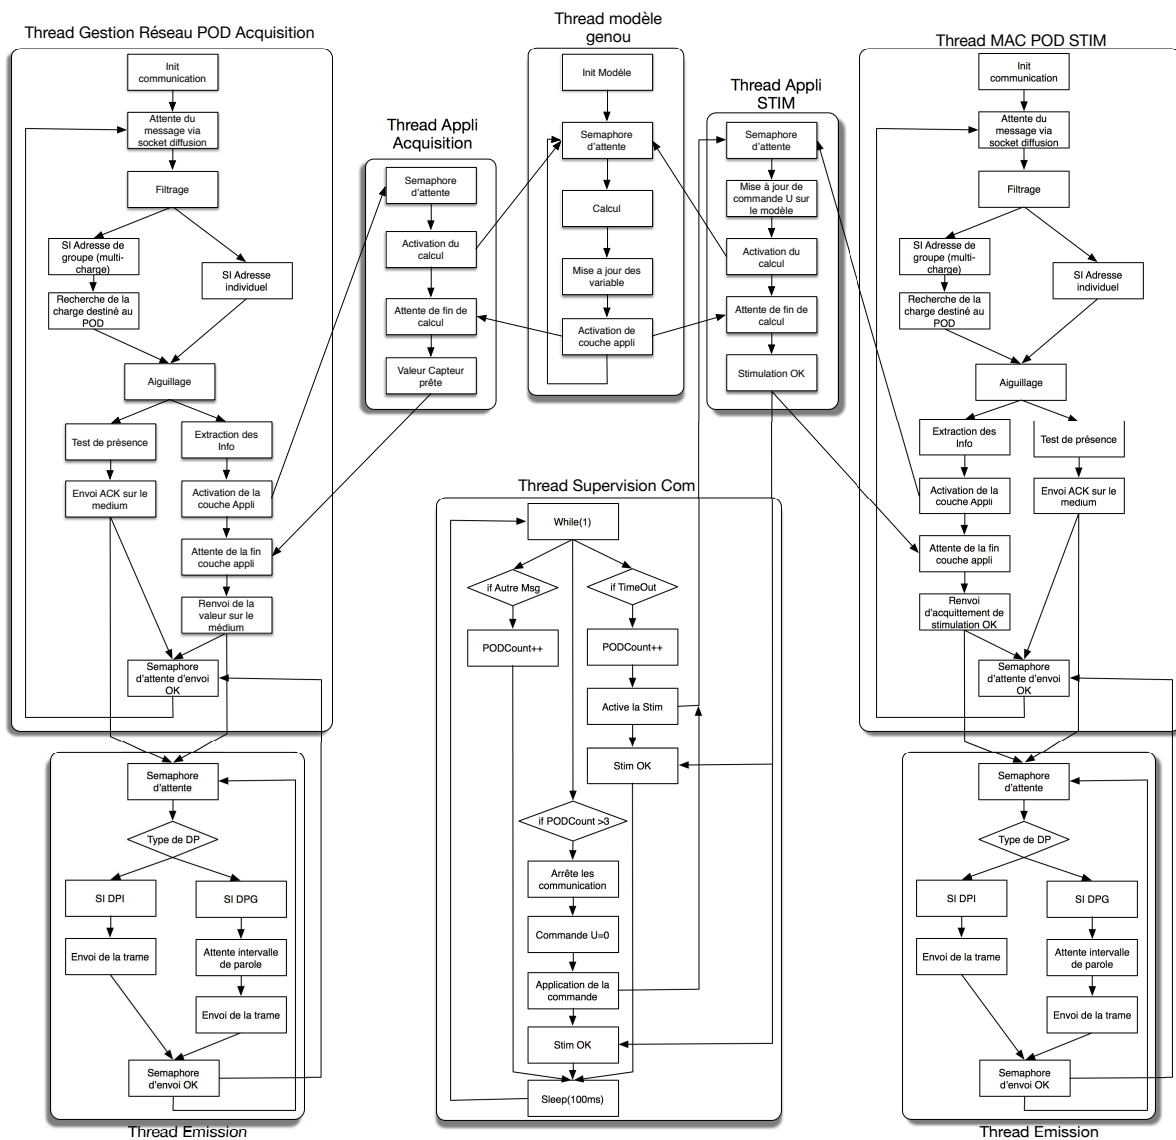 Thread Gestion Réseau POD Acquisition
Init
communication
Attente du
message via
socket diffusion
Filtrage
SI Adresse de
groupe (multi-
charge)
SI Adresse
individuel
Recherche de la
charge destiné au
POD
Aiguillage
Test de présence
Extraction des
Info
Envoi ACK sur le
medium
Activation de la
couche Appli
Attente de la fin
couche appli
Renvoi de la
valeur sur le
médium
Semaphore
d'attente d'envoi
OK
Semaphore
d'attente
Type de DP
SI DPI
SI DPG
Envoi de la trame
Attente intervalle
de parole
Envoi de la trame
Semaphore
d'envoi OK
Thread Emission
Thread Appli
Acquisition
Semaphore
d'attente
Activation du
calcul
Attente de fin de
calcul
Valeur Capteur
prête
Thread modèle
genou
Init Modéle
Semaphore
d'attente
Calcul
Mise a jour des
variable
Activation de
couche appli
Thread Appli
STIM
Semaphore
d'attente
Mise à jour de
commande U sur
le modèle
Activation du
calcul
Attente de fin de
calcul
Stimulation OK
Thread Supervision Com
While(1)
if Autre Msg
if TimeOut
PODCount++
PODCount++
Active la Stim
Stim OK
if PODCount >3
Arrête les
communication
Commande U=0
Application de la
commande
Stim OK
Sleep(100ms)
Thread MAC POD STIM
Init
communication
Attente du
message via
socket diffusion
Filtrage
SI Adresse de
groupe (multi-
charge)
SI Adresse
individuel
Recherche de la
charge destiné au
POD
Aiguillage
Extraction des
Info
Test de présence
Activation de la
couche Appli
Envoi ACK sur le
medium
Attente de la fin
couche appli
Renvoi
d'acquittement de
stimulation OK
Semaphore
d'attente d'envoi
OK
Semaphore
d'attente
Type de DP
SI DPI
SI DPG
Envoi de la trame
Attente intervalle
de parole
Envoi de la trame
Semaphore
d'envoi OK
Thread Emission